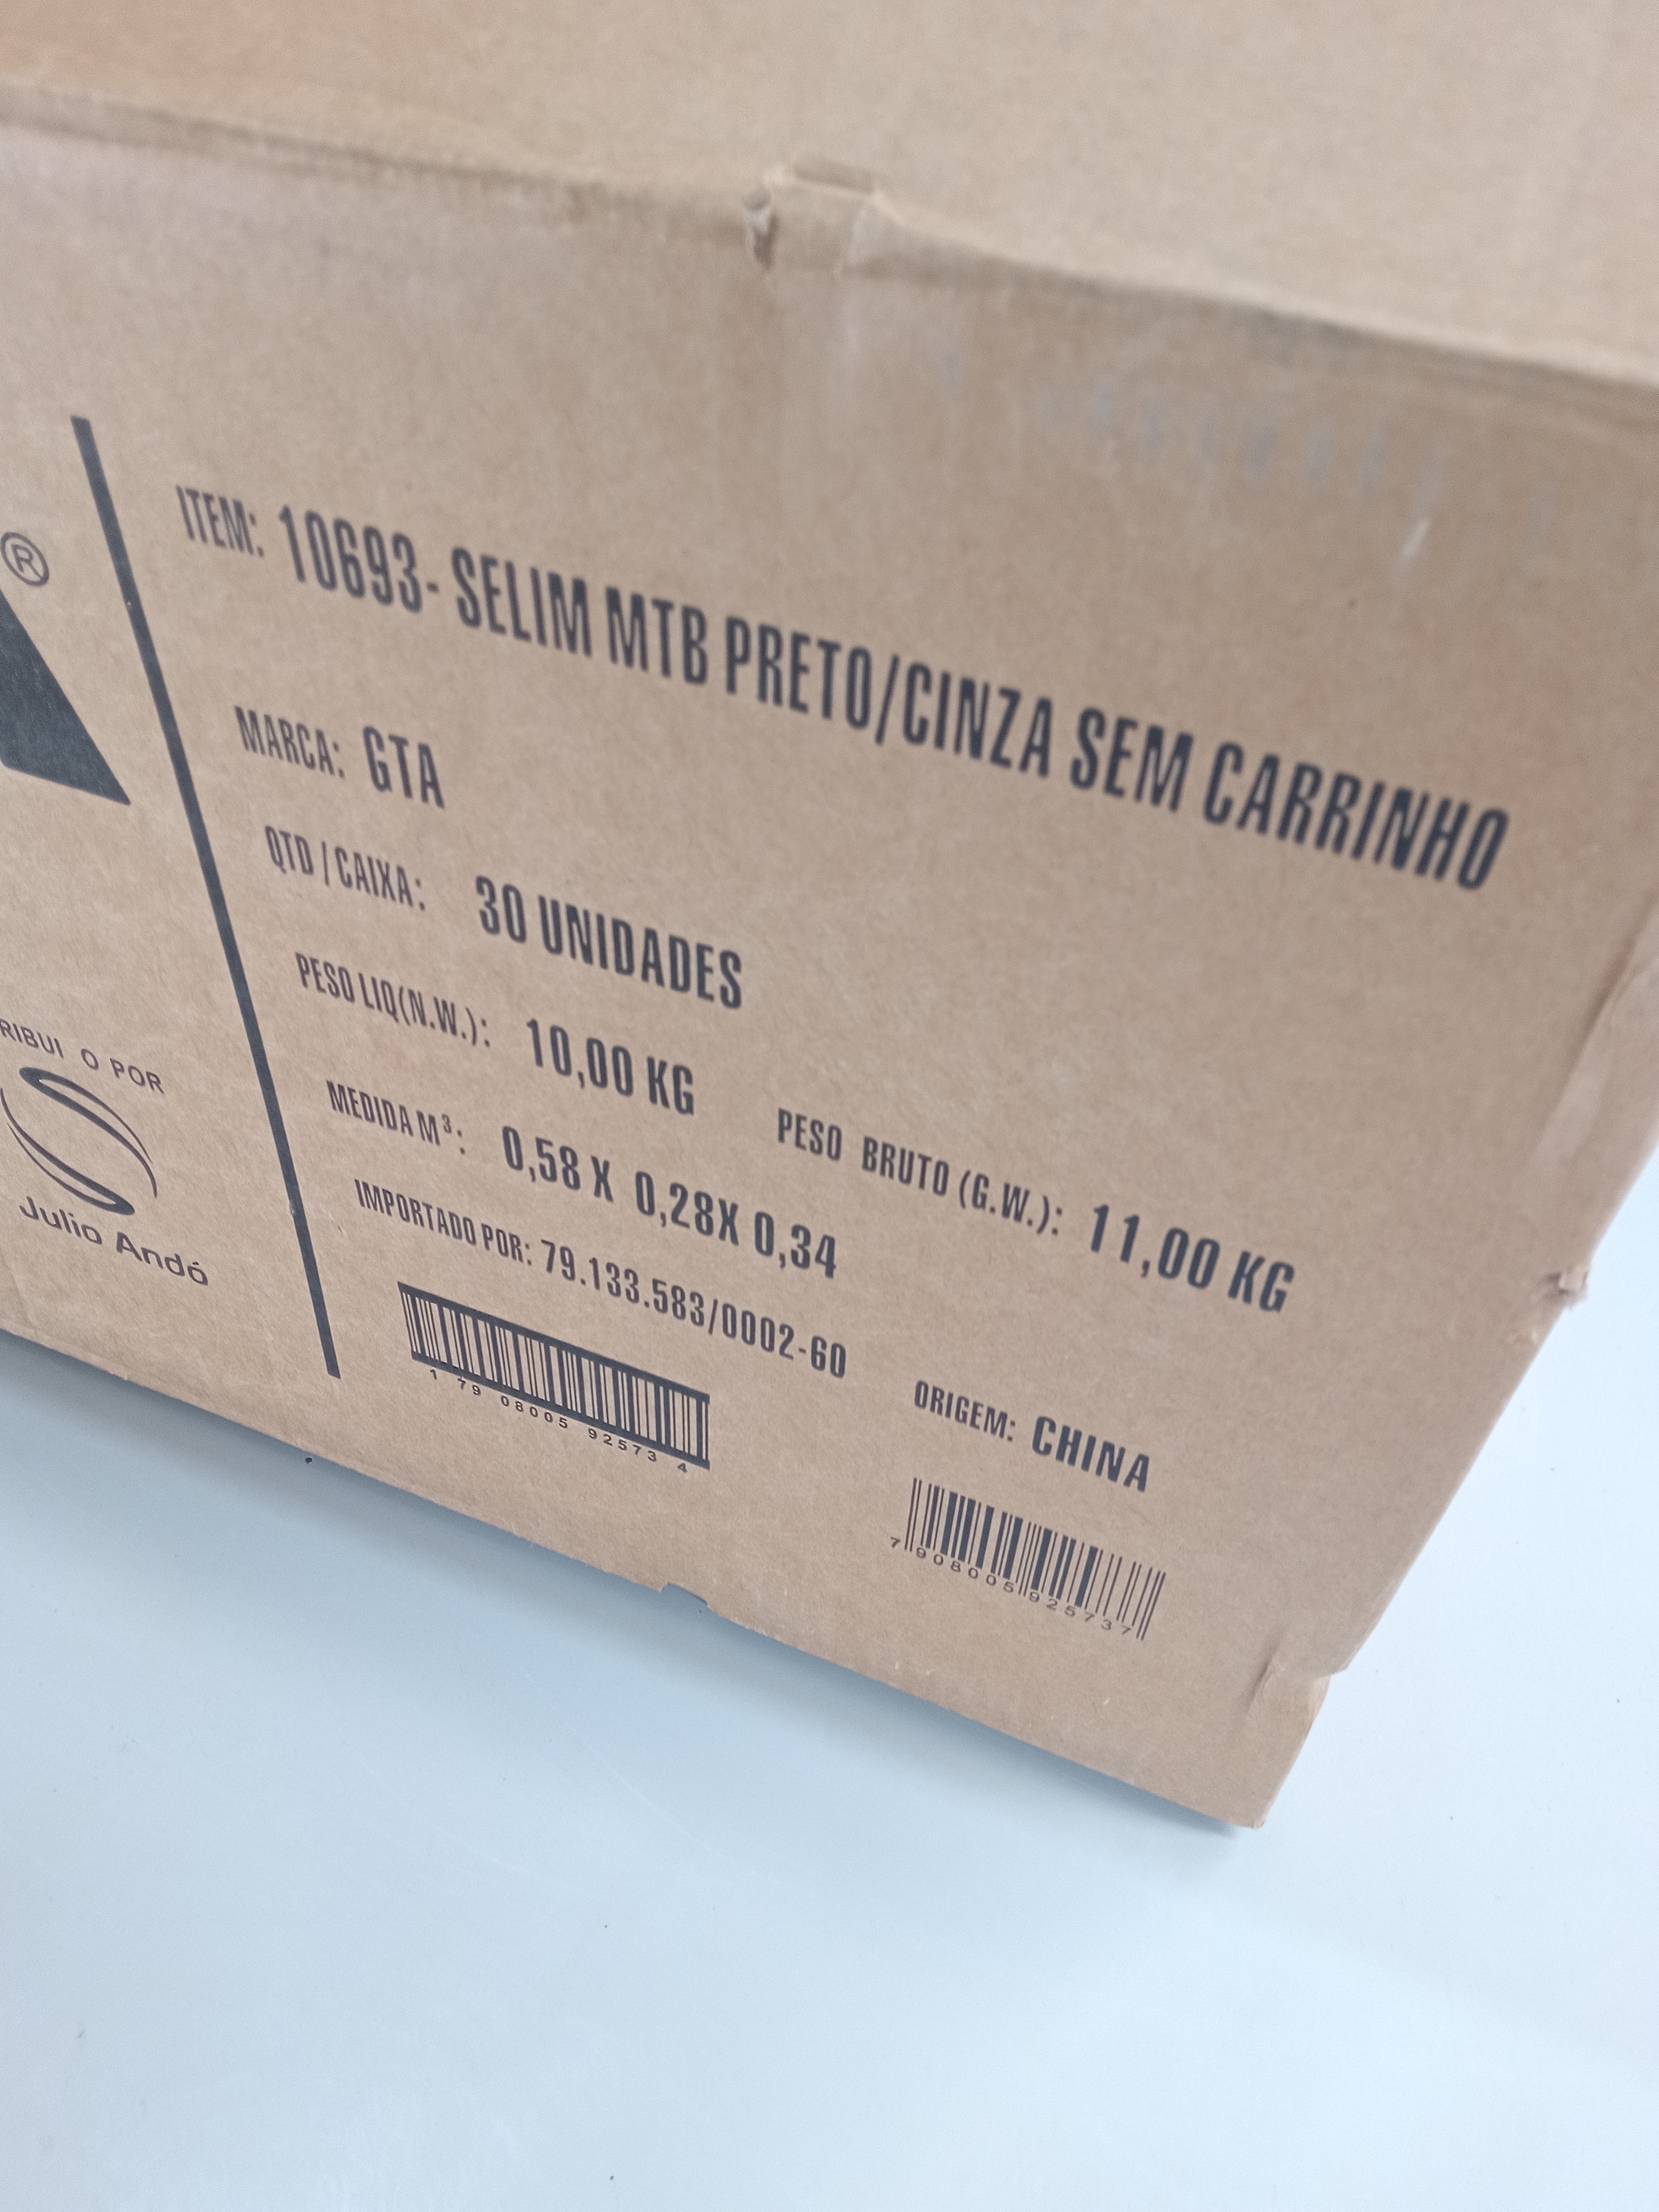 ®
ITEM: 10693- SELIM MTB PRETO/CINZA SEM CARRINHO
MARCA: GTA
QTD / CAIXA: 30 UNIDADES
PESO LIQ(N.W.): 10,00 KG PESO BRUTO (G.W.): 11,00 KG
MEDIDA M³: 0,58 X 0,28X 0,34
IMPORTADO POR: 79.133.583/0002-60 ORIGEM: CHINA
1 79 08005 92573 4
7 908005 925737
RIBUI O POR
Julio Andó